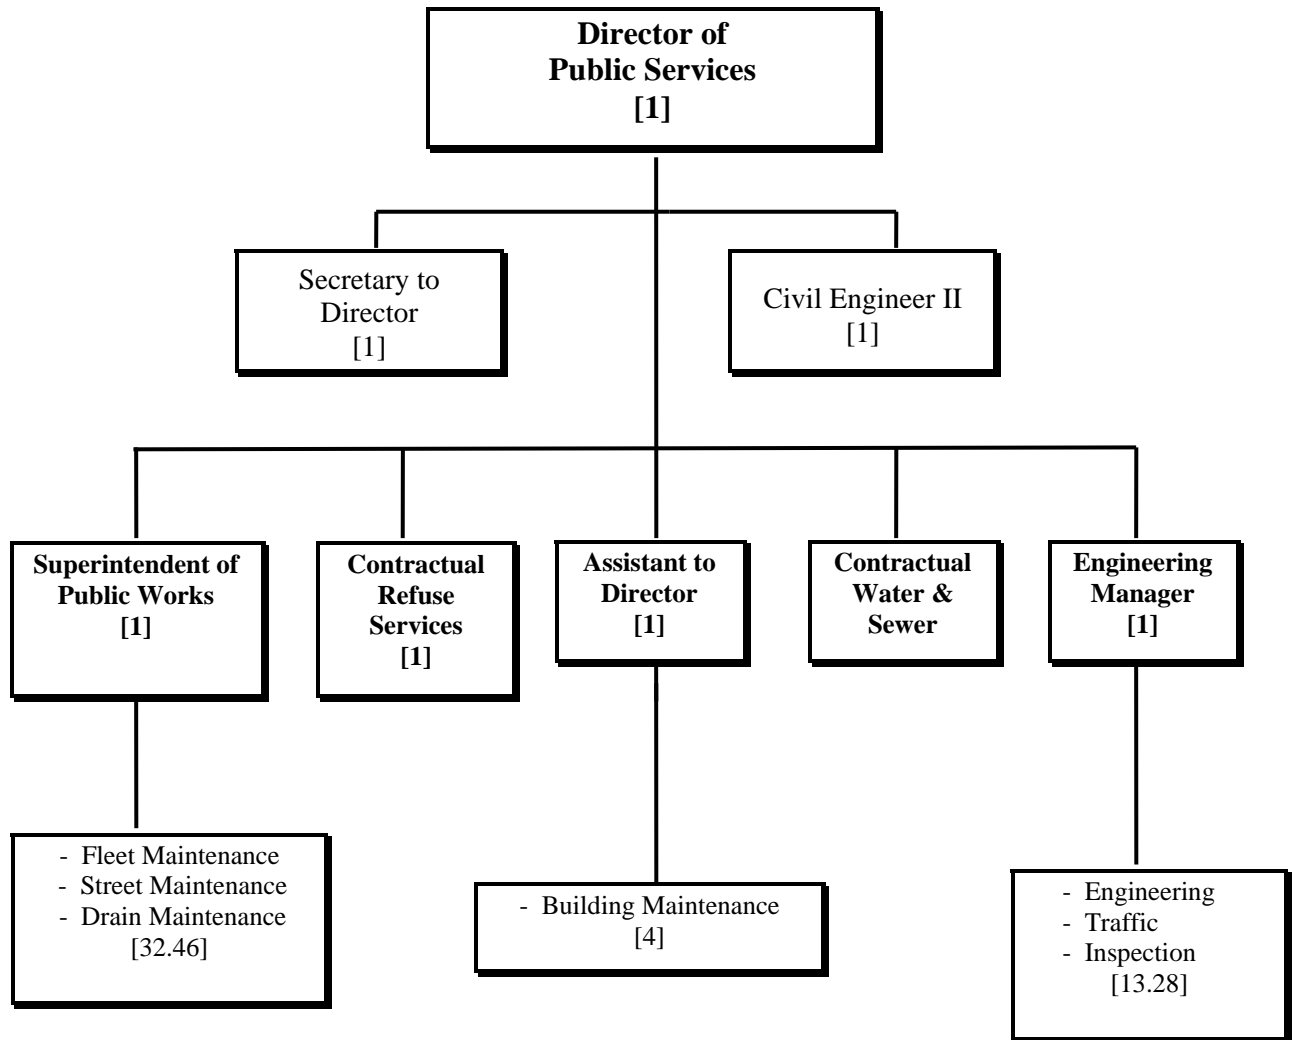 Director of
Public Services
[1]
Secretary to
Director
[1]
Civil Engineer II
[1]
Superintendent of
Public Works
[1]
Contractual
Refuse
Services
[1]
Assistant to
Director
[1]
Contractual
Water &
Sewer
Engineering
Manager
[1]
- Fleet Maintenance
- Street Maintenance
- Drain Maintenance
[32.46]
- Building Maintenance
[4]
- Engineering
- Traffic
- Inspection
[13.28]